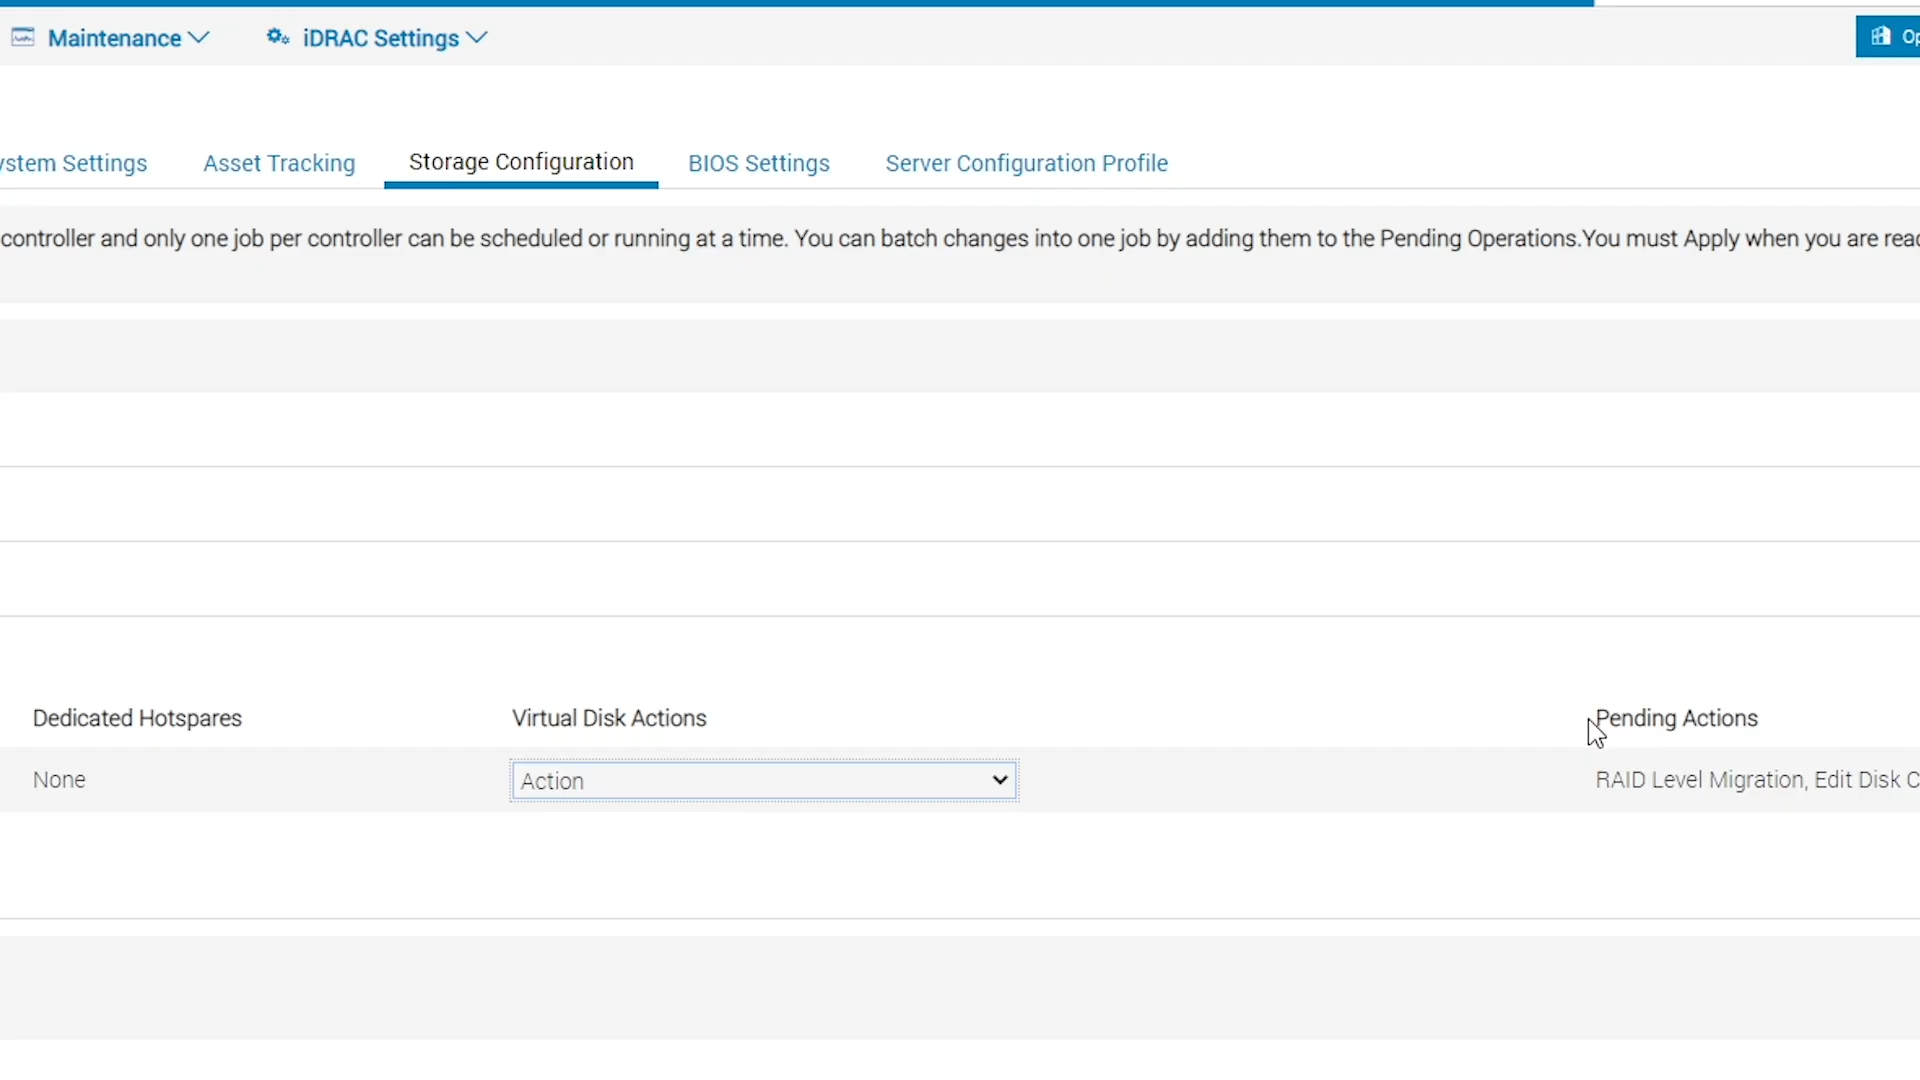 Maintenance iDRAC Settings Op
ystem Settings Asset Tracking Storage Configuration BIOS Settings Server Configuration Profile
controller and only one job per controller can be scheduled or running at a time. You can batch changes into one job by adding them to the Pending Operations.You must Apply when you are read
Dedicated Hotspares Virtual Disk Actions Pending Actions
None Action RAID Level Migration, Edit Disk C